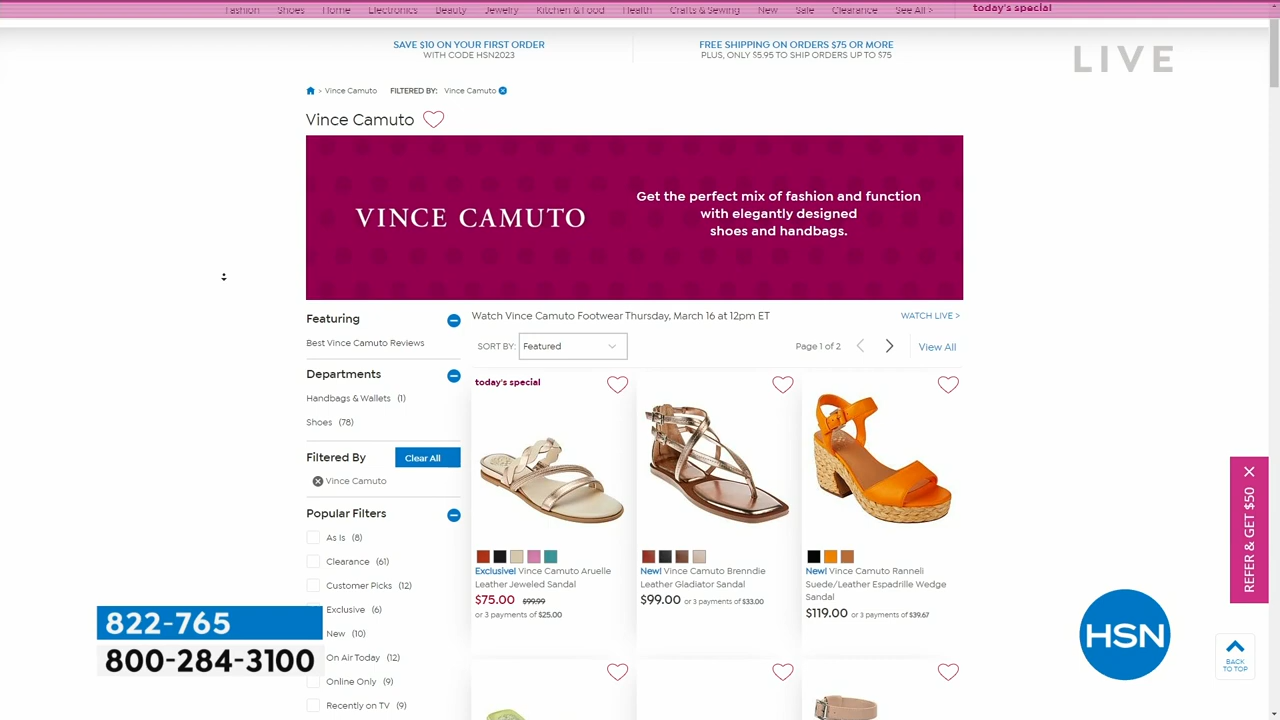 Fashion Shoes Home Electronics Beauty Jewelry Kitchen & Food Health Crafts & Sewing New Sale Clearance See All >
today's special
SAVE $10 ON YOUR FIRST ORDER
WITH CODE HSN2023
FREE SHIPPING ON ORDERS $75 OR MORE
PLUS, ONLY $5.95 TO SHIP ORDERS UP TO $75
LIVE
> Vince Camuto FILTERED BY: Vince Camuto
Vince Camuto
VINCE CAMUTO
Get the perfect mix of fashion and function
with elegantly designed
shoes and handbags.
Featuring
Best Vince Camuto Reviews
Departments
Handbags & Wallets (1)
Shoes (78)
Filtered By
Clear All
Vince Camuto
Popular Filters
As Is (8)
Clearance (61)
Customer Picks (12)
Exclusive (6)
New (10)
On Air Today (12)
Online Only (9)
Recently on TV (9)
Watch Vince Camuto Footwear Thursday, March 16 at 12pm ET
WATCH LIVE >
SORT BY: Featured
Page 1 of 2
View All
today's special
Exclusive! Vince Camuto Aruelle
Leather Jeweled Sandal
$75.00 $99.99
or 3 payments of $25.00
New! Vince Camuto Brenndie
Leather Gladiator Sandal
$99.00 or 3 payments of $33.00
New! Vince Camuto Ranneli
Suede/Leather Espadrille Wedge
Sandal
$119.00 or 3 payments of $39.67
822-765
800-284-3100
REFER & GET $50
HSN
BACK
TO TOP